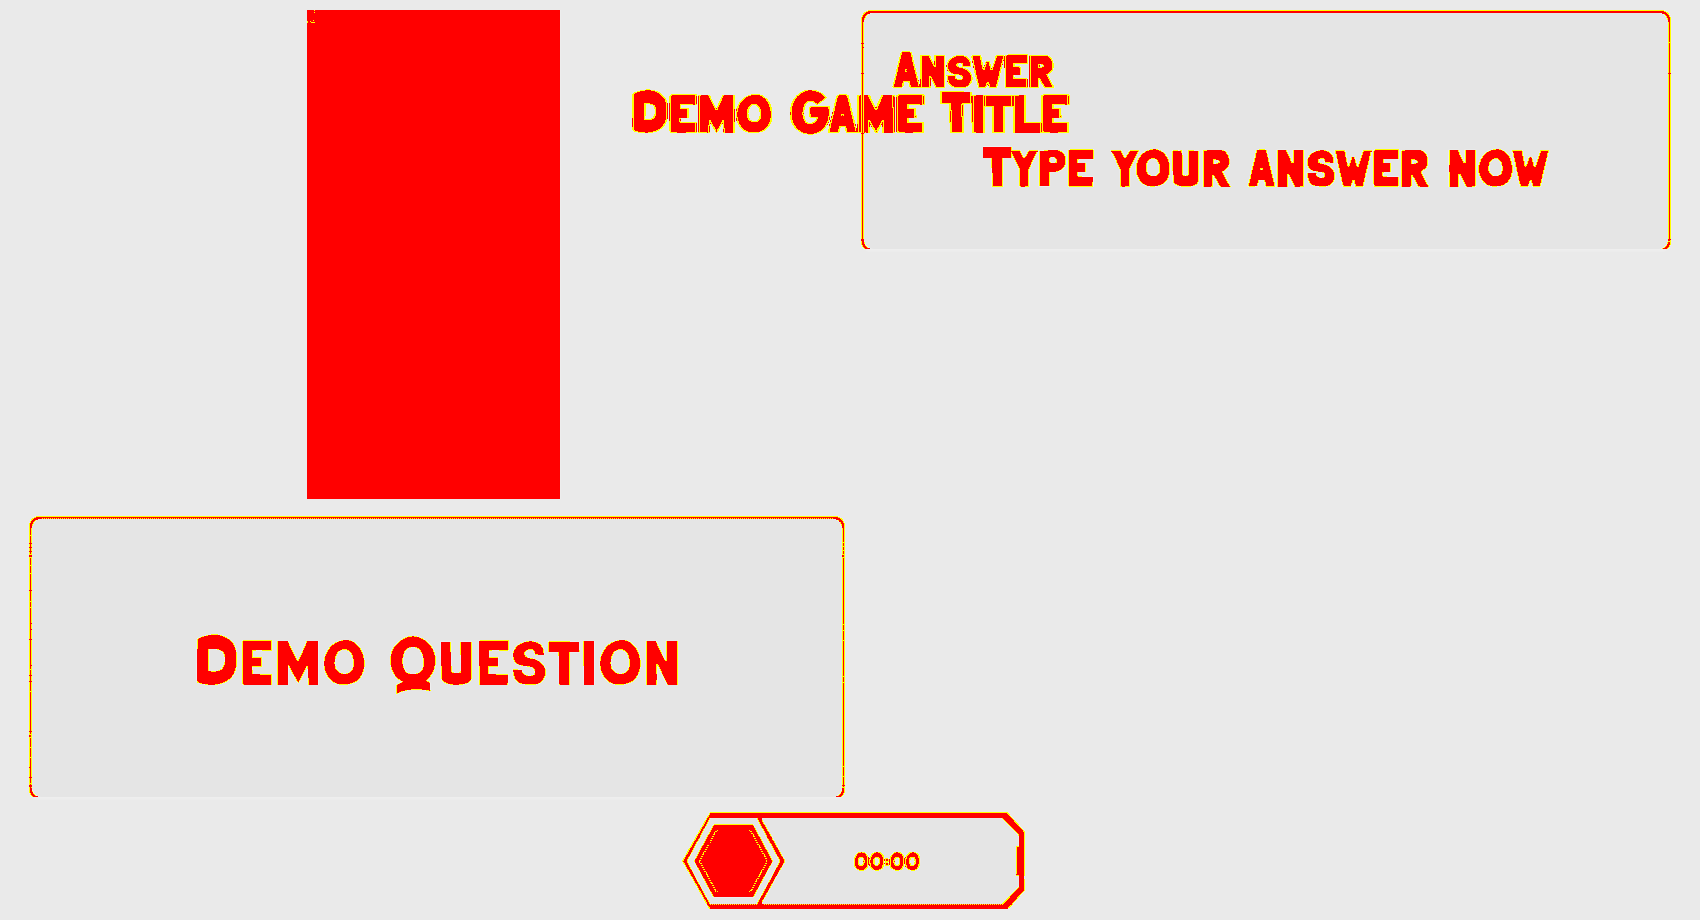 Answer
Demo Game Title
Type your answer now
Demo Question
00:00